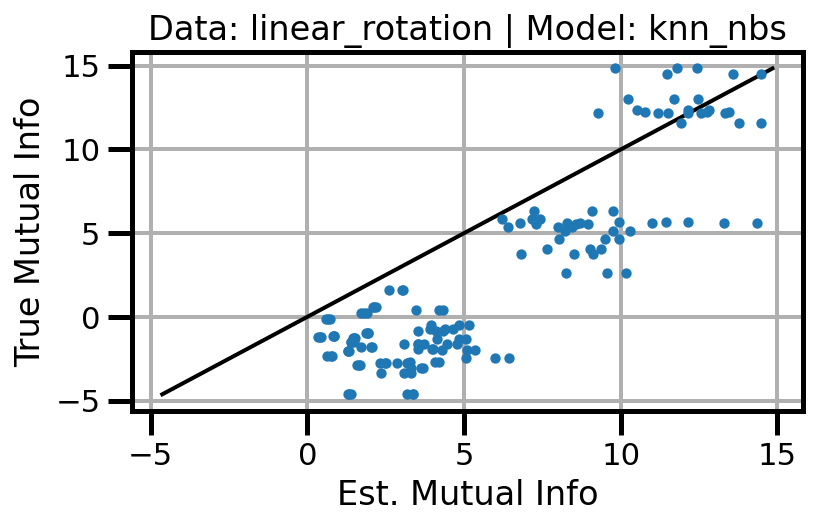 Data: linear_rotation | Model: knn_nbs
True Mutual Info
15
10
5
0
−5
−5 0 5 10 15
Est. Mutual Info